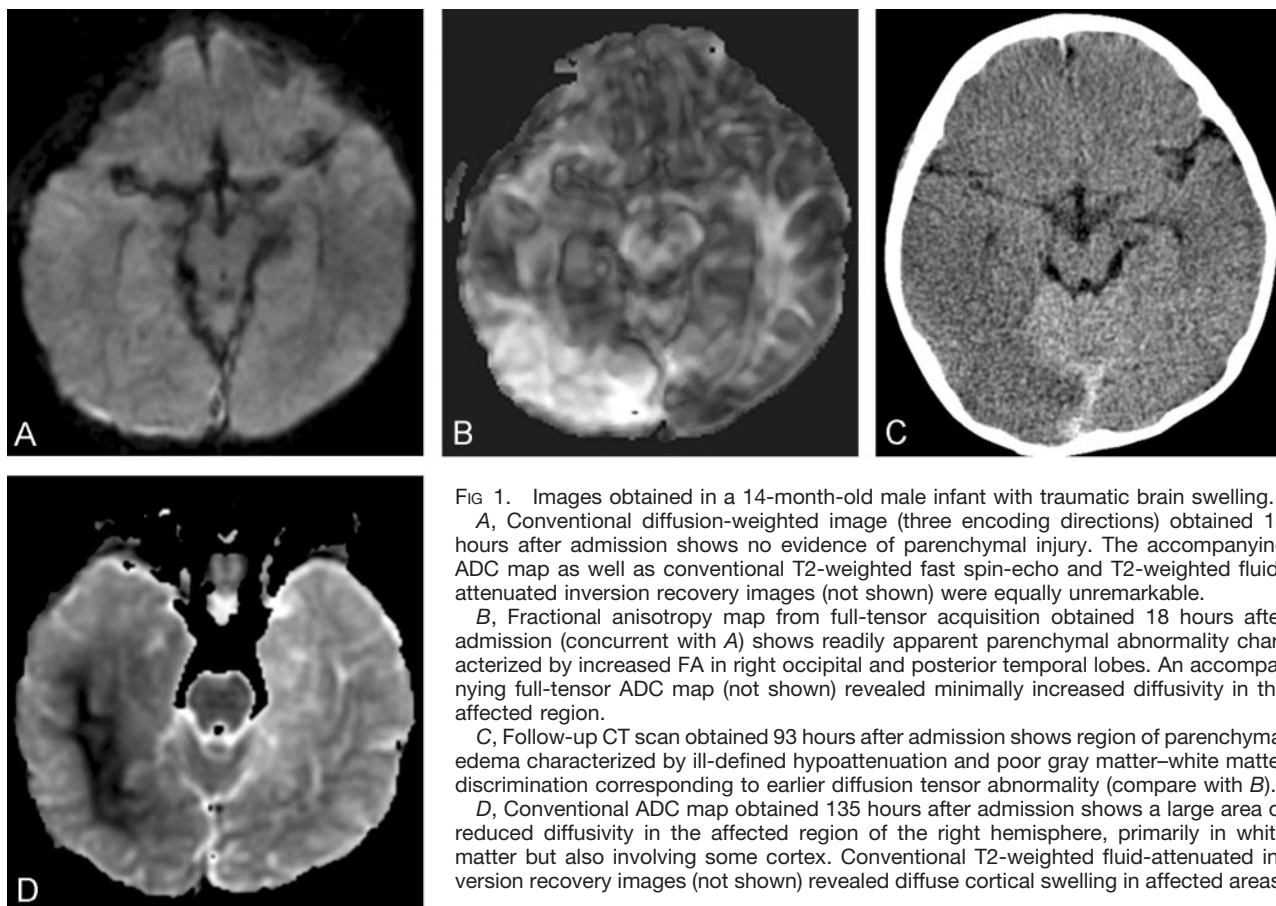 A
B
C
FIG 1. Images obtained in a 14-month-old male infant with traumatic brain swelling.
A, Conventional diffusion-weighted image (three encoding directions) obtained 1
hours after admission shows no evidence of parenchymal injury. The accompanyin
ADC map as well as conventional T2-weighted fast spin-echo and T2-weighted fluid
attenuated inversion recovery images (not shown) were equally unremarkable.
B, Fractional anisotropy map from full-tensor acquisition obtained 18 hours afte
admission (concurrent with A) shows readily apparent parenchymal abnormality char
acterized by increased FA in right occipital and posterior temporal lobes. An accompa
nying full-tensor ADC map (not shown) revealed minimally increased diffusivity in th
affected region.
C, Follow-up CT scan obtained 93 hours after admission shows region of parenchyma
edema characterized by ill-defined hypoattenuation and poor gray matter–white matte
discrimination corresponding to earlier diffusion tensor abnormality (compare with B).
D, Conventional ADC map obtained 135 hours after admission shows a large area o
reduced diffusivity in the affected region of the right hemisphere, primarily in whit
matter but also involving some cortex. Conventional T2-weighted fluid-attenuated in
version recovery images (not shown) revealed diffuse cortical swelling in affected areas
D